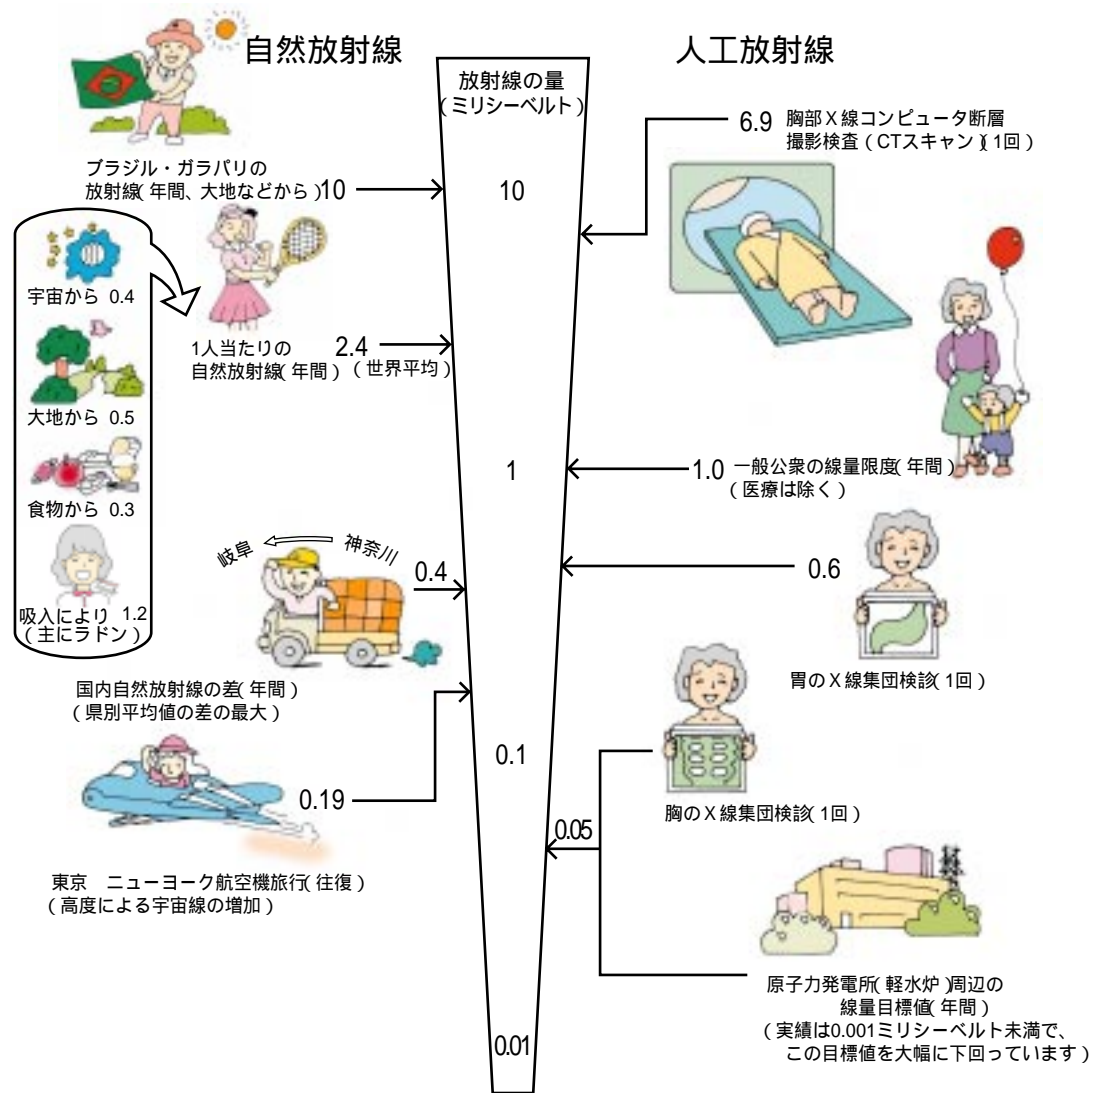 自然放射線
人工放射線
放射線の量
（ミリシーベルト）
10
1
0.1
0.01
ブラジル・ガラパリの
放射線（年間、大地などから）10
宇宙から 0.4
大地から 0.5
食物から 0.3
吸入により 1.2
（主にラドン）
1人当たりの
自然放射線（年間）
2.4
（世界平均）
岐阜
神奈川
0.4
国内自然放射線の差（年間）
（県別平均値の差の最大）
0.19
東京　ニューヨーク航空機旅行（往復）
（高度による宇宙線の増加）
6.9 胸部Ｘ線コンピュータ断層
撮影検査（CTスキャン）（1回）
1.0 一般公衆の線量限度（年間）
（医療は除く）
0.6
胃のＸ線集団検診（1回）
胸のＸ線集団検診（1回）
0.05
原子力発電所（軽水炉）周辺の
線量目標値（年間）
（実績は0.001ミリシーベルト未満で、
この目標値を大幅に下回っています）